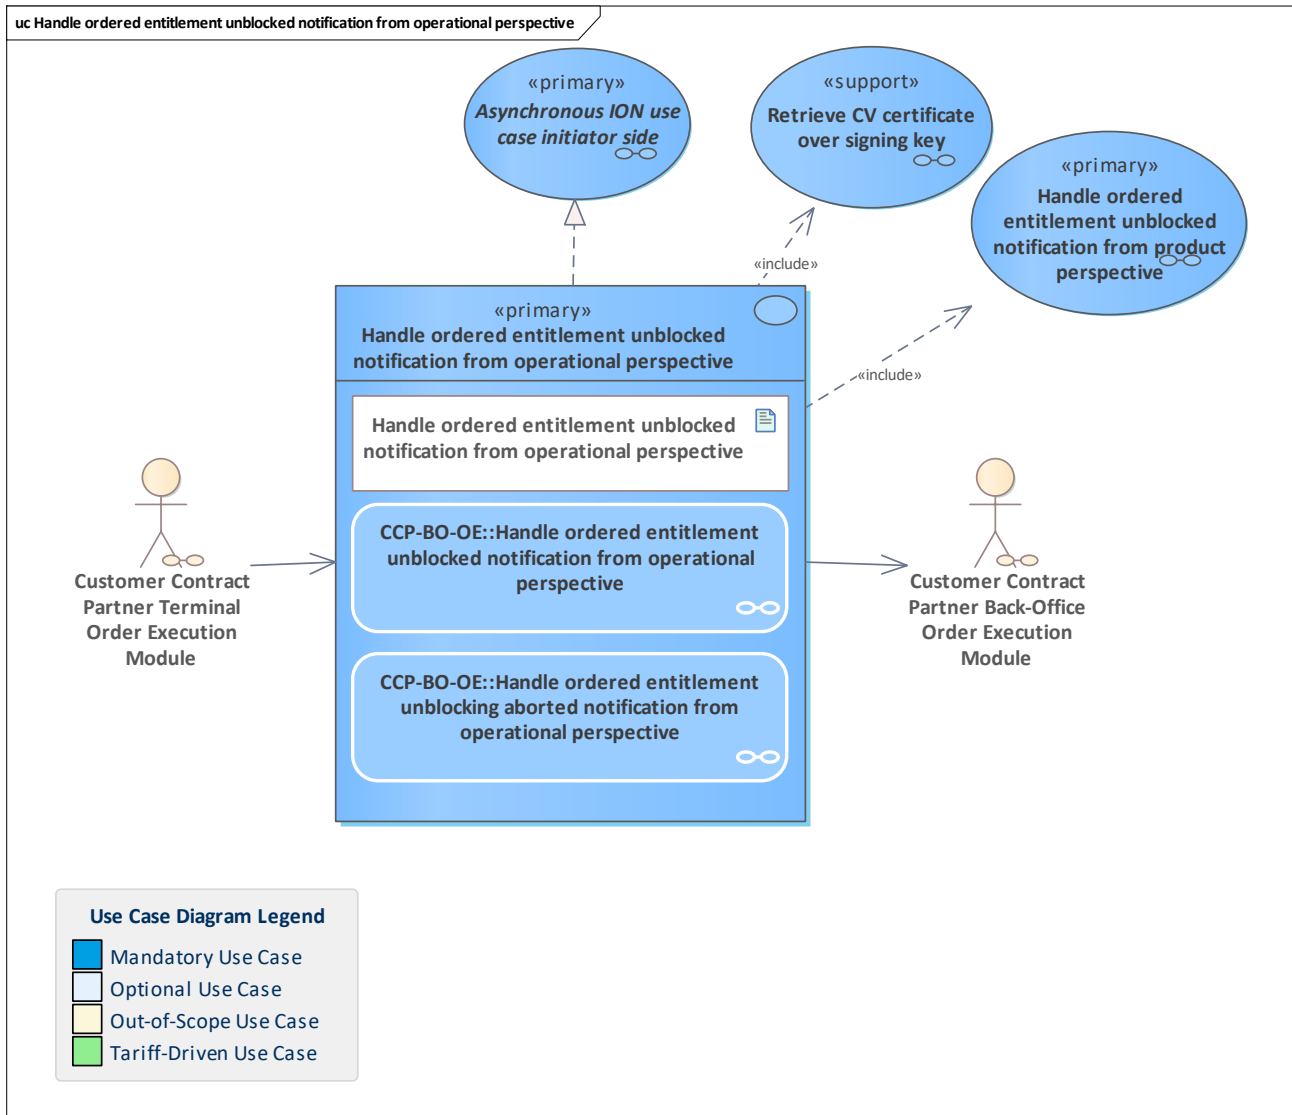 uc Handle ordered entitlement unblocked notification from operational perspective
«primary»
Asynchronous ION use
case initiator side
«support»
Retrieve CV certificate
over signing key
«primary»
Handle ordered
entitlement unblocked
notification from product
perspective
«include»
«include»
«primary»
Handle ordered entitlement unblocked
notification from operational perspective
Handle ordered entitlement unblocked
notification from operational perspective
CCP-BO-OE::Handle ordered entitlement
unblocked notification from operational
perspective
CCP-BO-OE::Handle ordered entitlement
unblocking aborted notification from
operational perspective
Customer Contract
Partner Terminal
Order Execution
Module
Customer Contract
Partner Back-Office
Order Execution
Module
Use Case Diagram Legend
Mandatory Use Case
Optional Use Case
Out-of-Scope Use Case
Tariff-Driven Use Case